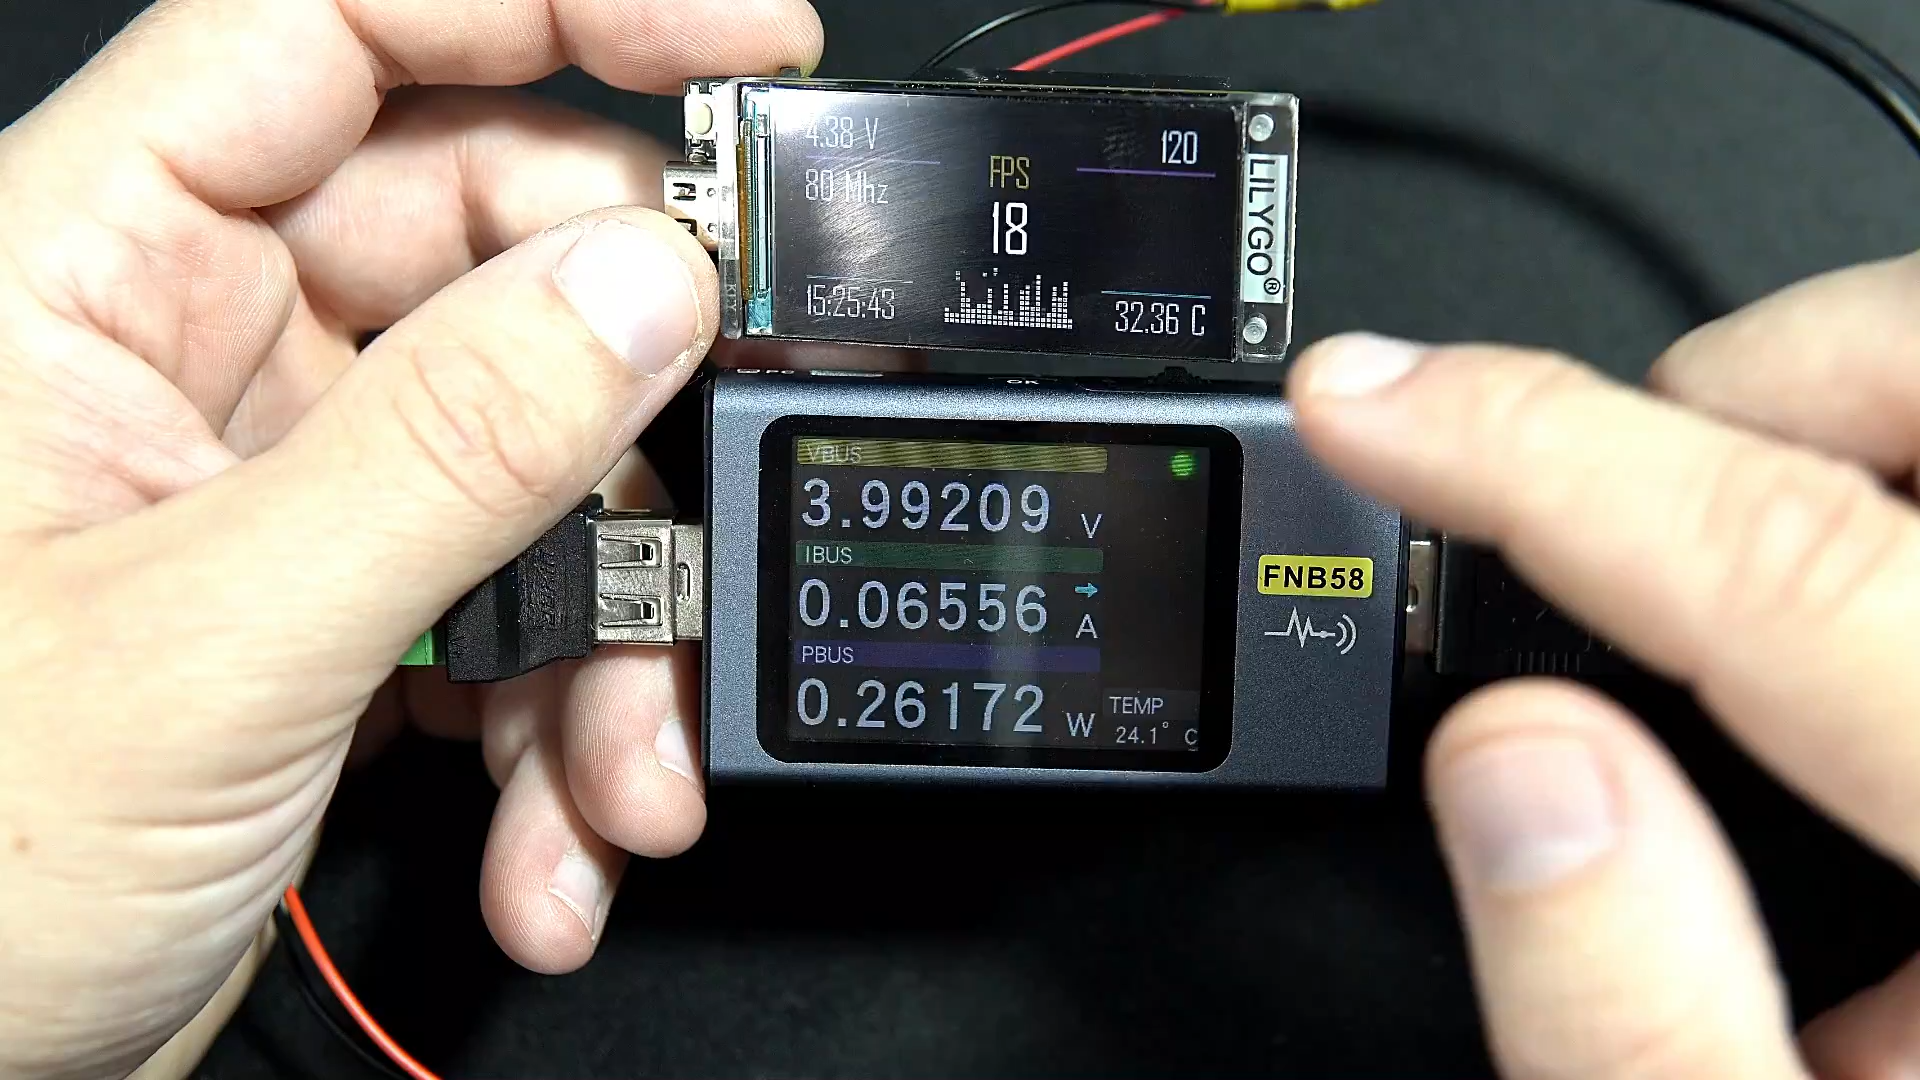 4.38 V
120
80 Mhz
FPS
18
15:25:43
32.36 C
LILYGO®
OK
VBUS
3.99209 V
IBUS
0.06556 A
PBUS
0.26172 W
TEMP
24.1° C
FNB58